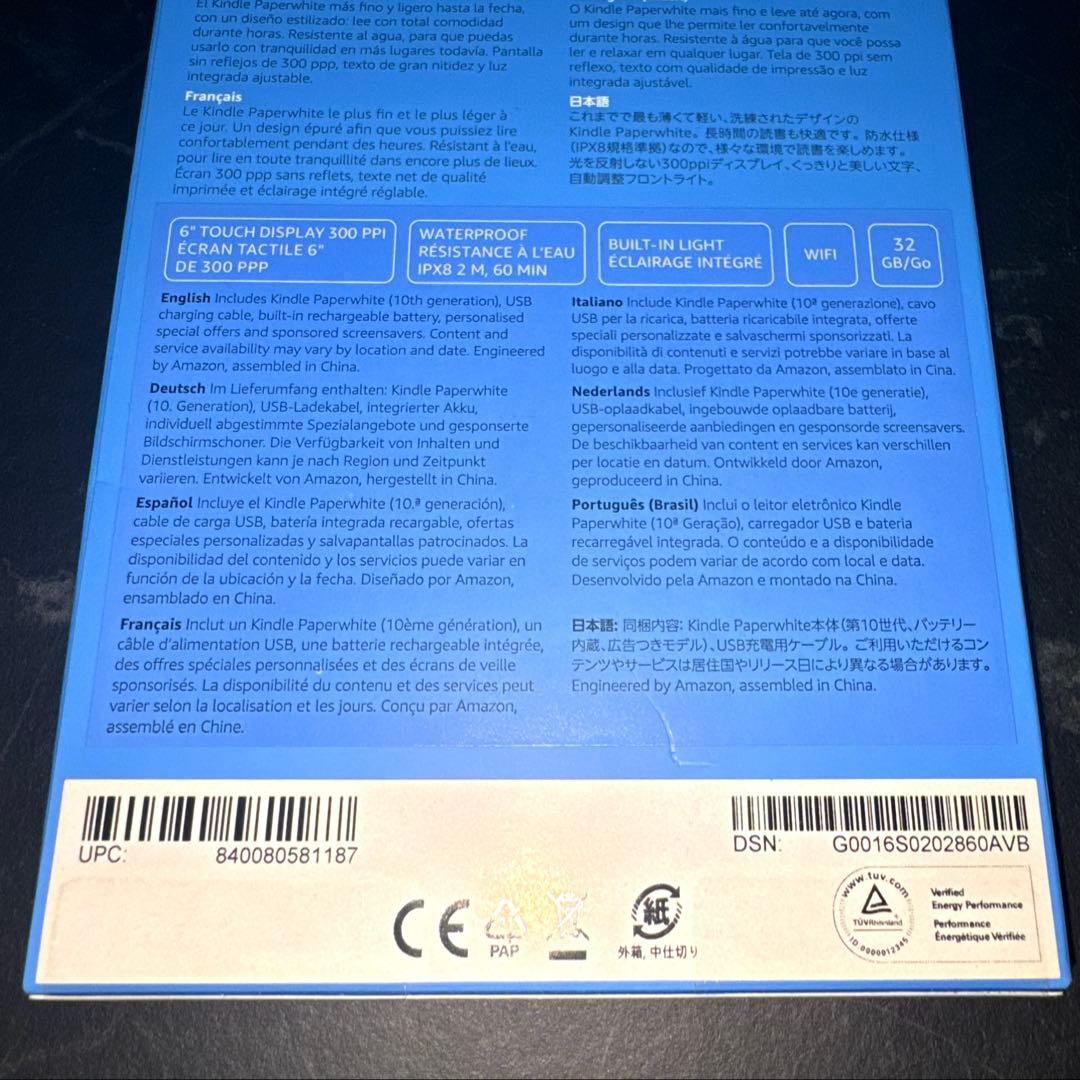 El Kindle Paperwhite más fino y ligero hasta la fecha,
con un diseño estilizado: lee con total comodidad
durante horas. Resistente al agua, para que puedas
usarlo con tranquilidad en más lugares todavía. Pantalla
sin reflejos de 300 ppp, texto de gran nitidez y luz
integrada ajustable.
Français
Le Kindle Paperwhite le plus fin et le plus léger à
ce jour. Un design épuré afin que vous puissiez lire
confortablement pendant des heures. Résistant à l'eau,
pour lire en toute tranquillité dans encore plus de lieux.
Écran 300 ppp sans reflets, texte net de qualité
imprimée et éclairage intégré réglable.
O Kindle Paperwhite mais fino e leve até agora, com
um design que lhe permite ler confortavelmente
durante horas. Resistente à água para que você possa
ler e relaxar em qualquer lugar. Tela de 300 ppi sem
reflexo, texto com qualidade de impressão e luz
integrada ajustável.
日本語
これまでで最も薄くて軽い、洗練されたデザインの
Kindle Paperwhite。長時間の読書も快適です。防水仕様
(IPX8規格準拠)なので、様々な環境で読書を楽しめます。
光を反射しない300ppiディスプレイ、くっきりと美しい文字、
自動調整フロントライト。
6" TOUCH DISPLAY 300 PPI
ÉCRAN TACTILE 6"
DE 300 PPP
WATERPROOF
RÉSISTANCE À L'EAU
IPX8 2 M, 60 MIN
BUILT-IN LIGHT
ÉCLAIRAGE INTÉGRÉ
WIFI
32
GB/Go
English Includes Kindle Paperwhite (10th generation), USB
charging cable, built-in rechargeable battery, personalised
special offers and sponsored screensavers. Content and
service availability may vary by location and date. Engineered
by Amazon, assembled in China.
Deutsch Im Lieferumfang enthalten: Kindle Paperwhite
(10. Generation), USB-Ladekabel, integrierter Akku,
individuell abgestimmte Spezialangebote und gesponserte
Bildschirmschoner. Die Verfügbarkeit von Inhalten und
Dienstleistungen kann je nach Region und Zeitpunkt
variieren. Entwickelt von Amazon, hergestellt in China.
Español Incluye el Kindle Paperwhite (10.ª generación),
cable de carga USB, batería integrada recargable, ofertas
especiales personalizadas y salvapantallas patrocinados. La
disponibilidad del contenido y los servicios puede variar en
función de la ubicación y la fecha. Diseñado por Amazon,
ensamblado en China.
Français Inclut un Kindle Paperwhite (10ème génération), un
câble d'alimentation USB, une batterie rechargeable intégrée,
des offres spéciales personnalisées et des écrans de veille
sponsorisés. La disponibilité du contenu et des services peut
varier selon la localisation et les jours. Conçu par Amazon,
assemblé en Chine.
Italiano Include Kindle Paperwhite (10ª generazione), cavo
USB per la ricarica, batteria ricaricabile integrata, offerte
speciali personalizzate e salvaschermi sponsorizzati. La
disponibilità di contenuti e servizi potrebbe variare in base al
luogo e alla data. Progettato da Amazon, assemblato in Cina.
Nederlands Inclusief Kindle Paperwhite (10e generatie),
USB-oplaadkabel, ingebouwde oplaadbare batterij,
gepersonaliseerde aanbiedingen en gesponsorde screensavers.
De beschikbaarheid van content en services kan verschillen
per locatie en datum. Ontwikkeld door Amazon,
geproduceerd in China.
Português (Brasil) Inclui o leitor eletrônico Kindle
Paperwhite (10ª Geração), carregador USB e bateria
recarregável integrada. O conteúdo e a disponibilidade
de serviços podem variar de acordo com local e data.
Desenvolvido pela Amazon e montado na China.
日本語: 同梱内容: Kindle Paperwhite本体(第10世代、バッテリー
内蔵、広告つきモデル)、USB充電用ケーブル。ご利用いただけるコン
テンツやサービスは居住国やリリース日により異なる場合があります。
Engineered by Amazon, assembled in China.
UPC: 840080581187
DSN: G0016S0202860AVB
CE
PAP
紙
外箱, 中仕切り
www.tuv.com
TÜVRheinland
ID 0000012345
Verified
Energy Performance
Performance
Énergétique Vérifiée